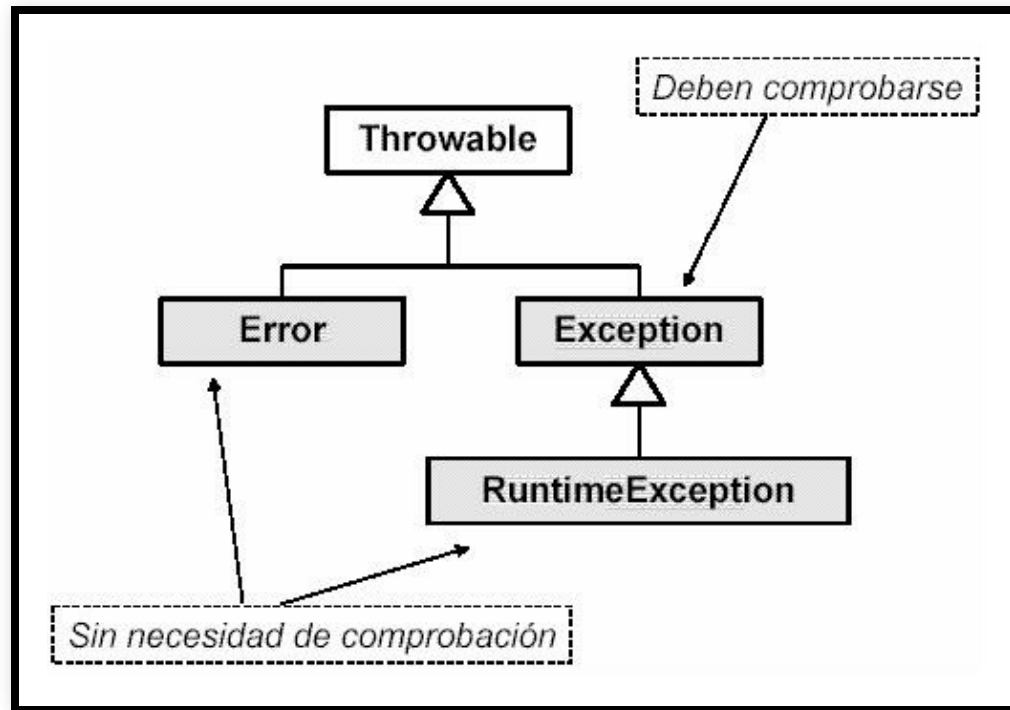 Deben comprobarse
Throwable
Error
Exception
RuntimeException
Sin necesidad de comprobación